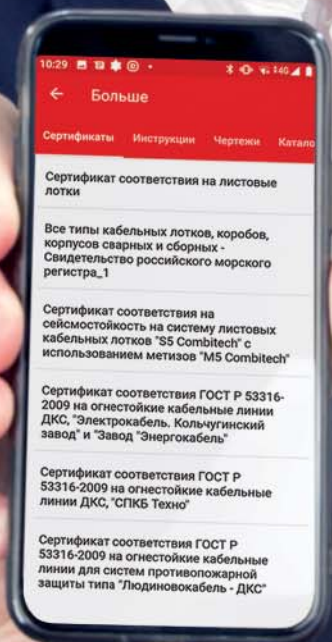 10:29
140
Больше
Сертификаты Инструкции Чертежи Катало
Сертификат соответствия на листовые
лотки
Все типы кабельных лотков, коробов,
корпусов сварных и сборных -
Свидетельство российского морского
регистра_1
Сертификат соответствия на
сейсмостойкость на систему листовых
кабельных лотков "S5 Combitech" с
использованием метизов "M5 Combitech"
Сертификат соответствия ГОСТ Р 53316-
2009 на огнестойкие кабельные линии
ДКС, "Электрокабель. Кольчугинский
завод" и "Завод "Энергокабель"
Сертификат соответствия ГОСТ Р
53316-2009 на огнестойкие кабельные
линии ДКС, "СПКБ Техно"
Сертификат соответствия ГОСТ Р
53316-2009 на огнестойкие кабельные
линии для систем противопожарной
защиты типа "Людиновокабель - ДКС"